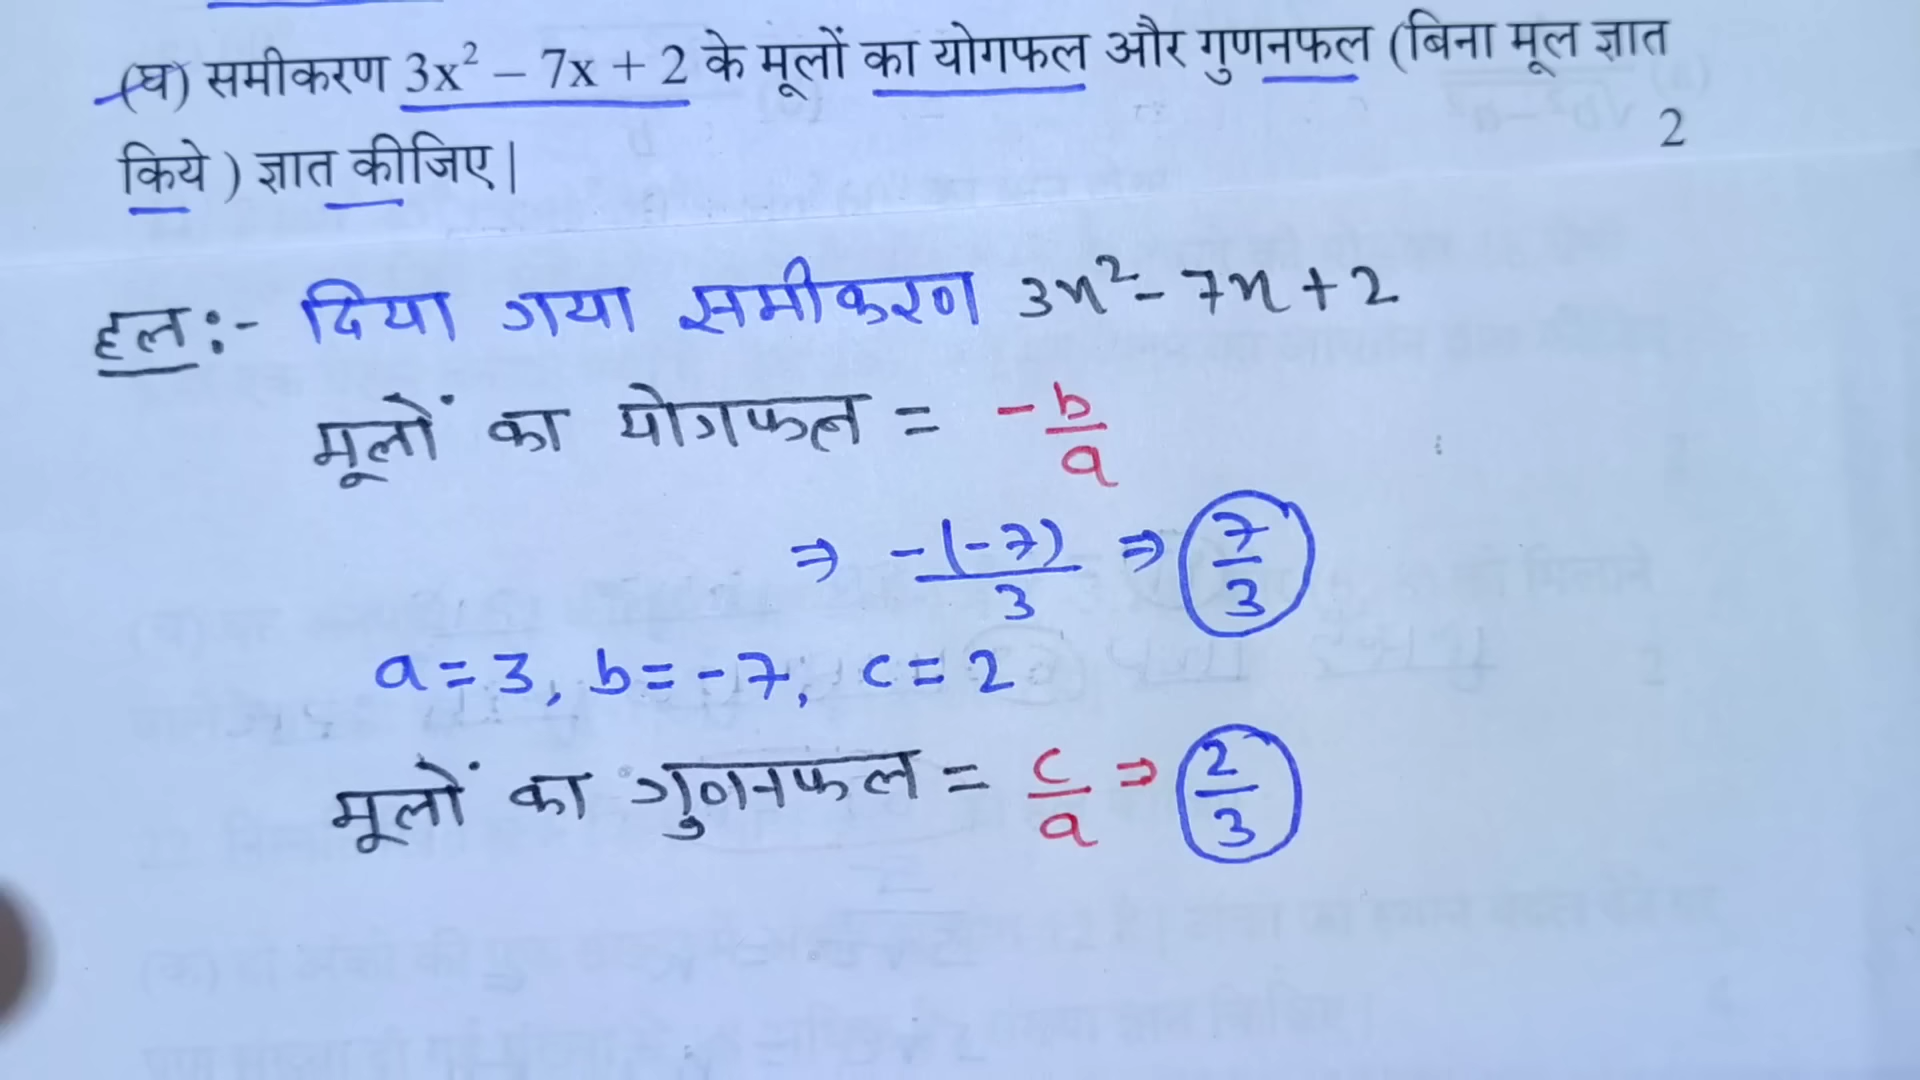 (घ) समीकरण 3x² – 7x + 2 के मूलों का योगफल और गुणनफल (बिना मूल ज्ञात
किये ) ज्ञात कीजिए| 2
हल:- दिया गया समीकरण 3x² - 7x + 2
मूलों का योगफल = - b/a
⇒ -(-7)/3 ⇒ 7/3
a = 3, b = -7, c = 2
मूलों का गुणनफल = c/a ⇒ 2/3